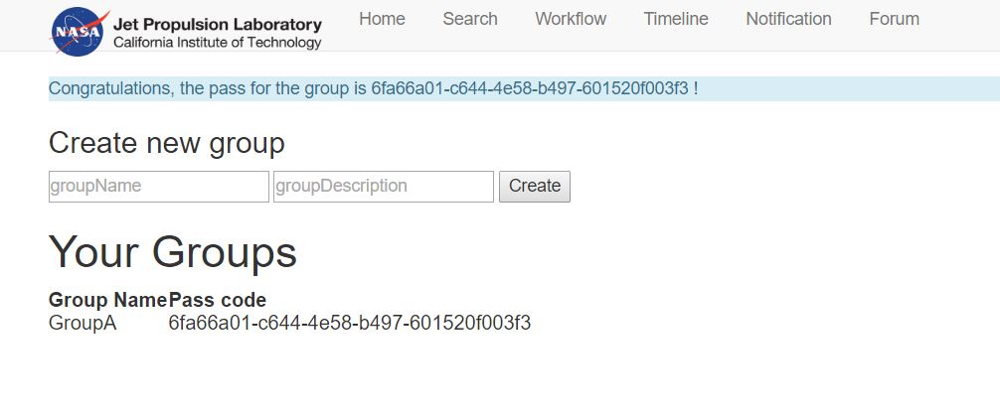 NASA
Jet Propulsion Laboratory
California Institute of Technology
Home Search Workflow Timeline Notification Forum
Congratulations, the pass for the group is 6fa66a01-c644-4e58-b497-601520f003f3 !
Create new group
groupName groupDescription Create
Your Groups
Group Name Pass code
GroupA 6fa66a01-c644-4e58-b497-601520f003f3